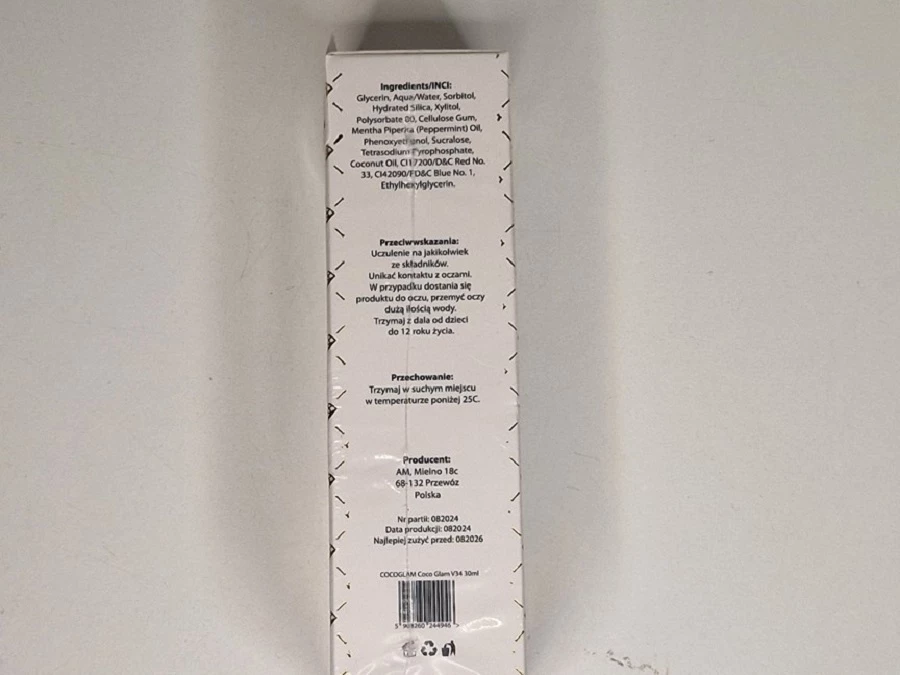 Ingredients/INCI:
Glycerin, Aqua/Water, Sorbitol,
Hydrated Silica, Xylitol,
Polysorbate 80, Cellulose Gum,
Mentha Piperita (Peppermint) Oil,
Phenoxyethanol, Sucralose,
Tetrasodium Pyrophosphate,
Coconut Oil, CI17200/D&C Red No.
33, CI42090/FD&C Blue No. 1,
Ethylhexylglycerin.
Przeciwwskazania:
Uczulenie na jakikolwiek
ze składników.
Unikać kontaktu z oczami.
W przypadku dostania się
produktu do oczu, przemyć oczy
dużą ilością wody.
Trzymaj z dala od dzieci
do 12 roku życia.
Przechowanie:
Trzymaj w suchym miejscu
w temperaturze poniżej 25C.
Producent:
AM, Mielno 18c
68-132 Przewóz
Polska
Nr partii: 082024
Data produkcji: 082024
Najlepiej zużyć przed: 082026
COCOGLAM Coco Glam V34 30ml